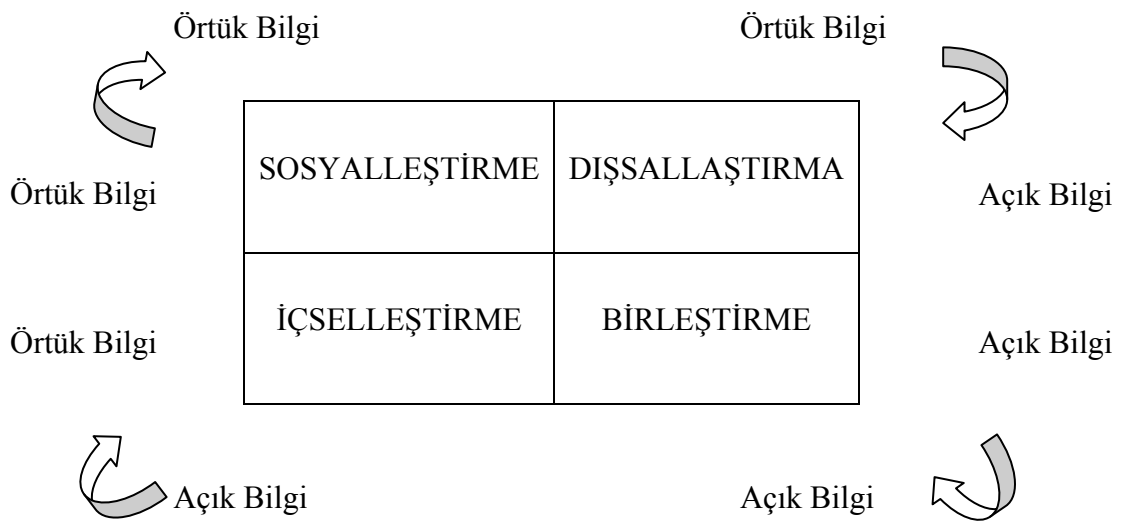 Örtük Bilgi Örtük Bilgi
SOSYALLEŞTİRME DIŞSALLAŞTIRMA
Örtük Bilgi Açık Bilgi
İÇSELLEŞTİRME BİRLEŞTİRME
Örtük Bilgi Açık Bilgi
Açık Bilgi Açık Bilgi